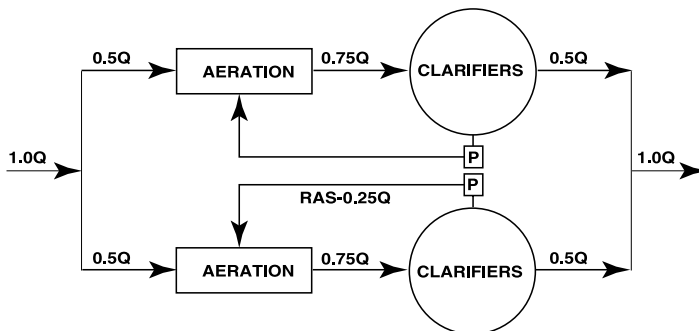 0.5Q
AERATION
0.75Q
CLARIFIERS
0.5Q
P
1.0Q
1.0Q
P
RAS-0.25Q
0.5Q
AERATION
0.75Q
CLARIFIERS
0.5Q